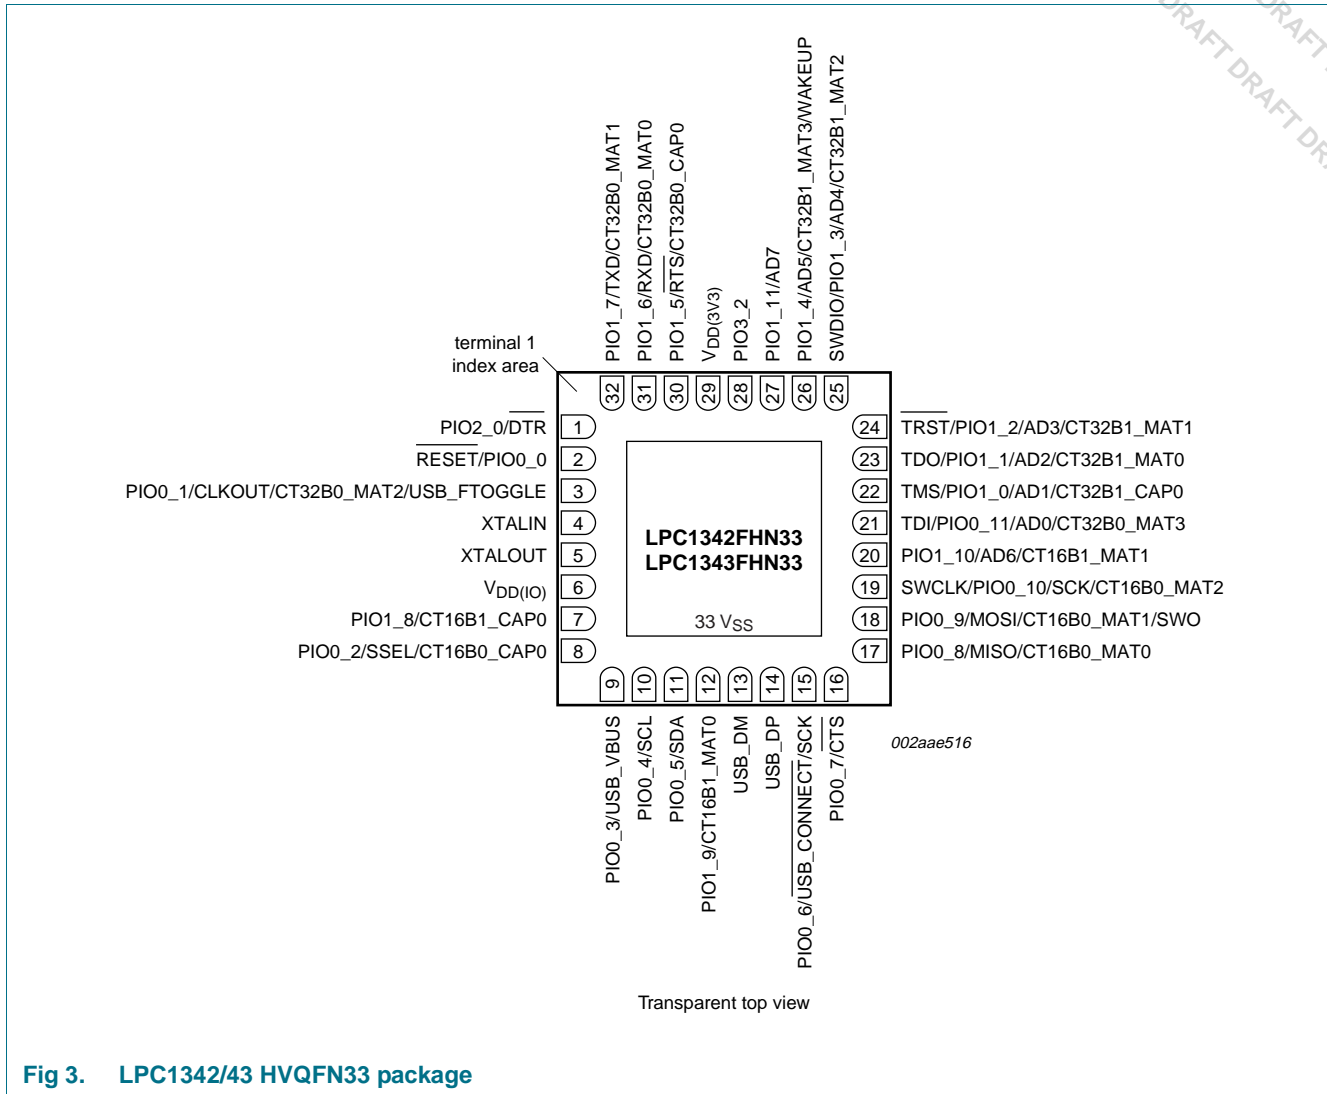 DRAFT DRAFT DRA
DRAFT
PIO1_7/TXD/CT32B0_MAT1
PIO1_6/RXD/CT32B0_MAT0
PIO1_5/RTS/CT32B0_CAP0
VDD(3V3)
PIO3_2
PIO1_11/AD7
PIO1_4/AD5/CT32B1_MAT3/WAKEUP
SWDIO/PIO1_3/AD4/CT32B1_MAT2
terminal 1
index area
32 31 30 29 28 27 26 25
PIO2_0/DTR 1
RESET/PIO0_0 2
PIO0_1/CLKOUT/CT32B0_MAT2/USB_FTOGGLE 3
XTALIN 4
XTALOUT 5
VDD(IO) 6
PIO1_8/CT16B1_CAP0 7
PIO0_2/SSEL/CT16B0_CAP0 8
LPC1342FHN33
LPC1343FHN33
33 VSS
24 TRST/PIO1_2/AD3/CT32B1_MAT1
23 TDO/PIO1_1/AD2/CT32B1_MAT0
22 TMS/PIO1_0/AD1/CT32B1_CAP0
21 TDI/PIO0_11/AD0/CT32B0_MAT3
20 PIO1_10/AD6/CT16B1_MAT1
19 SWCLK/PIO0_10/SCK/CT16B0_MAT2
18 PIO0_9/MOSI/CT16B0_MAT1/SWO
17 PIO0_8/MISO/CT16B0_MAT0
9 10 11 12 13 14 15 16
PIO0_3/USB_VBUS
PIO0_4/SCL
PIO0_5/SDA
PIO1_9/CT16B1_MAT0
USB_DM
USB_DP
PIO0_6/USB_CONNECT/SCK
PIO0_7/CTS
002aae516
Transparent top view
Fig 3. LPC1342/43 HVQFN33 package